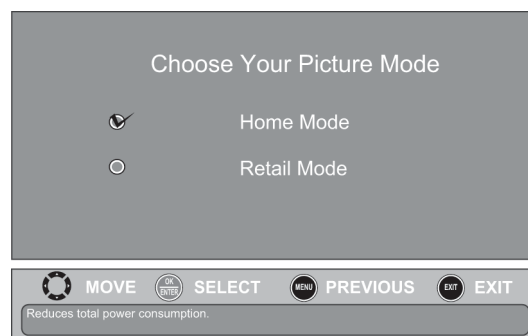 Choose Your Picture Mode
Home Mode
Retail Mode
MOVE OK ENTER SELECT MENU PREVIOUS EXIT EXIT
Reduces total power consumption.